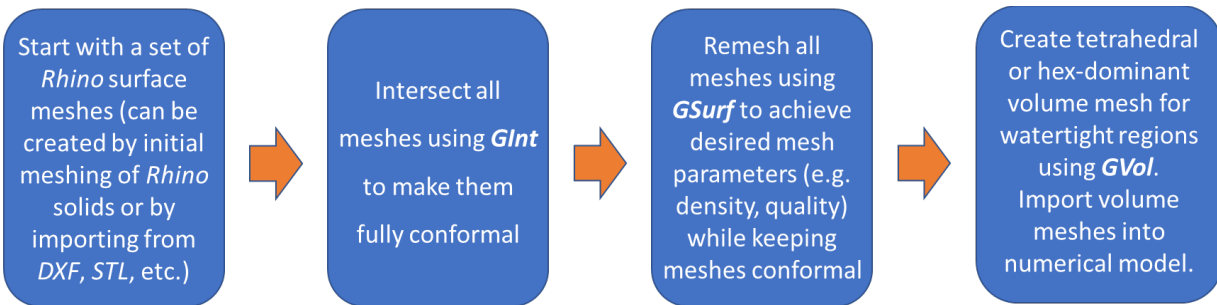 Start with a set of
Rhino surface
meshes (can be
created by initial
meshing of Rhino
solids or by
importing from
DXF, STL, etc.)
Intersect all
meshes using GInt
to make them
fully conformal
Remesh all
meshes using
GSurf to achieve
desired mesh
parameters (e.g.
density, quality)
while keeping
meshes conformal
Create tetrahedral
or hex-dominant
volume mesh for
watertight regions
using GVol.
Import volume
meshes into
numerical model.